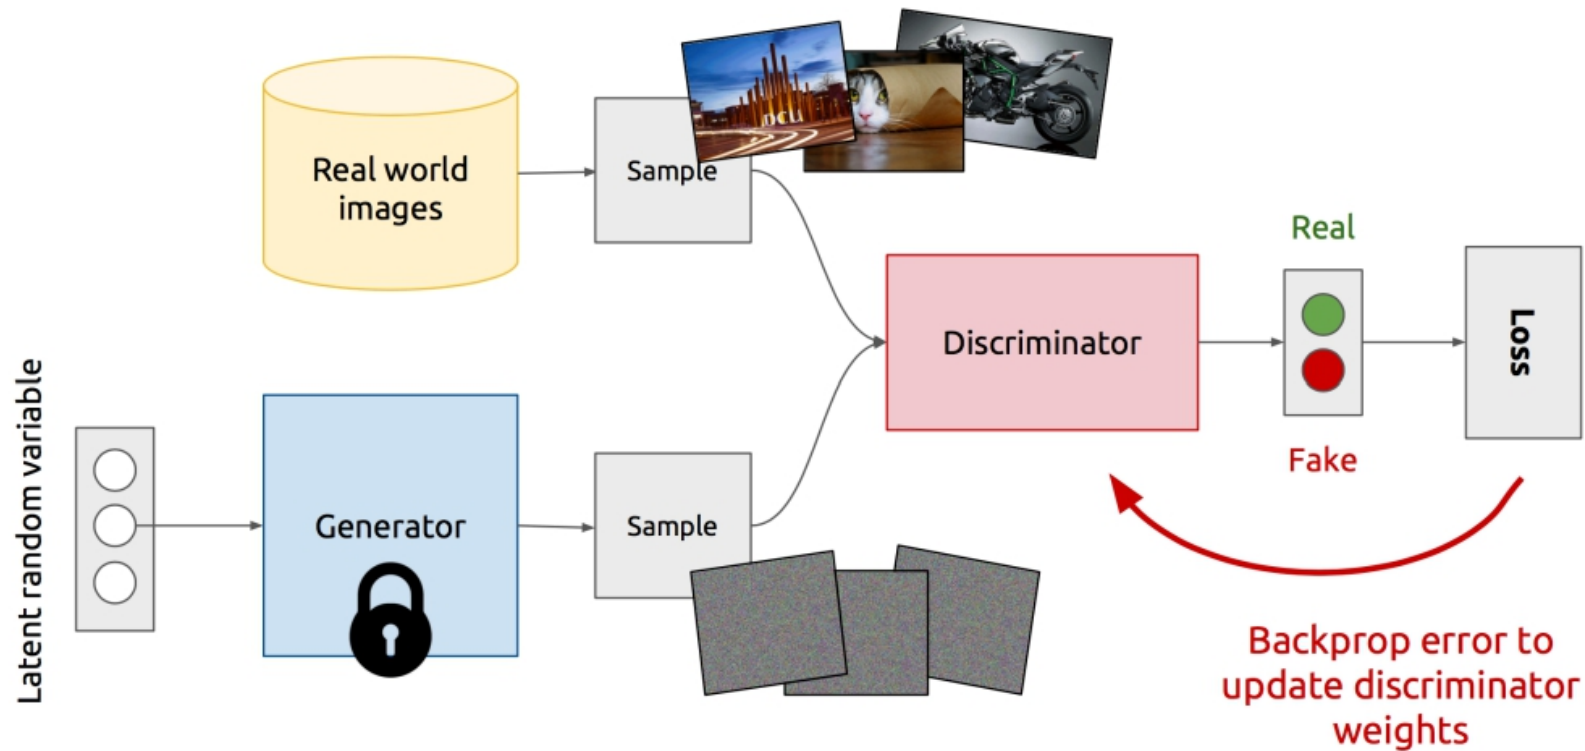 Real world
images
Sample
DCU
Latent random variable
Generator
Sample
Discriminator
Real
Fake
Loss
Backprop error to
update discriminator
weights